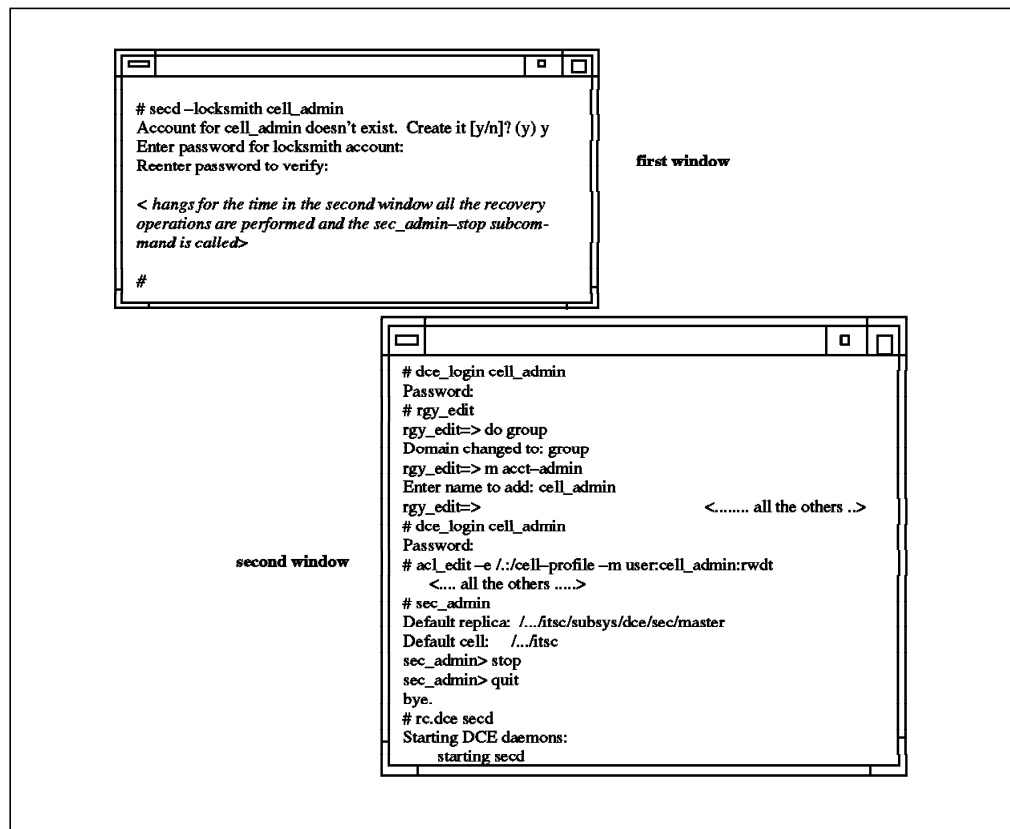 # secd –locksmith cell_admin
Account for cell_admin doesn't exist. Create it [y/n]? (y) y
Enter password for locksmith account:
Reenter password to verify:
< hangs for the time in the second window all the recovery
operations are performed and the sec_admin–stop subcom-
mand is called>
#
first window
# dce_login cell_admin
Password:
# rgy_edit
rgy_edit=> do group
Domain changed to: group
rgy_edit=> m acct–admin
Enter name to add: cell_admin
rgy_edit=> <........ all the others ..>
# dce_login cell_admin
Password:
# acl_edit –e /.:/cell–profile –m user:cell_admin:rwdt
<.... all the others .....>
# sec_admin
Default replica: /.../itsc/subsys/dce/sec/master
Default cell: /.../itsc
sec_admin> stop
sec_admin> quit
bye.
# rc.dce secd
Starting DCE daemons:
starting secd
second window